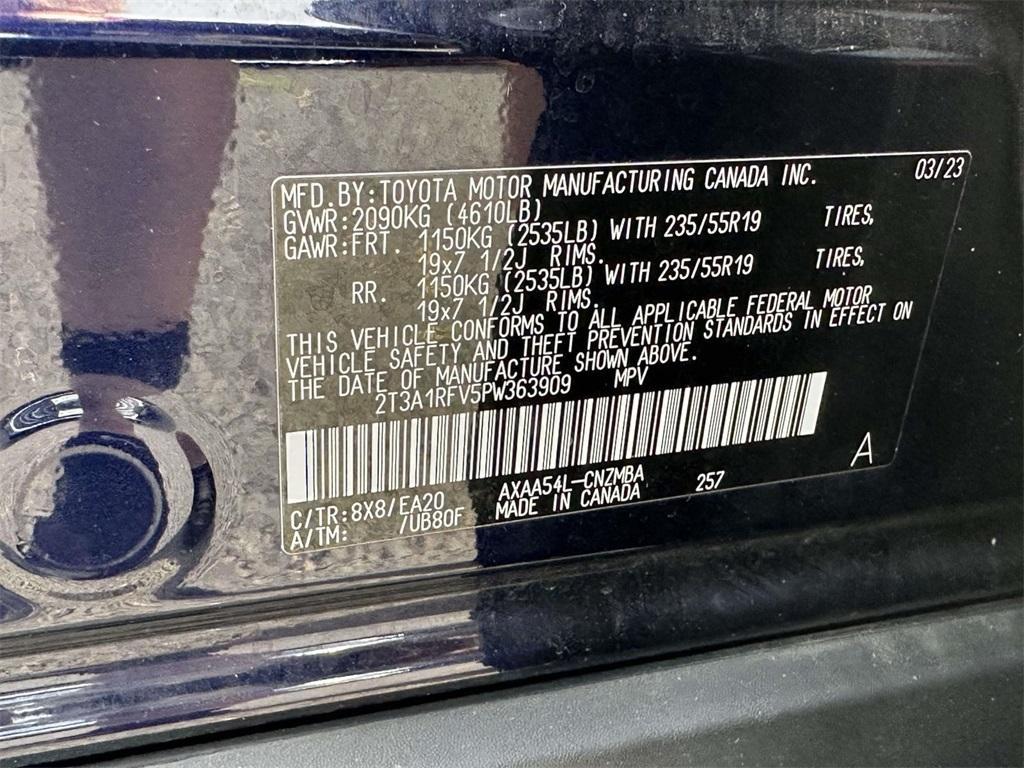 MFD.BY:TOYOTA MOTOR MANUFACTURING CANADA INC. 03/23
GVWR:2090KG (4610LB)
GAWR:FRT. 1150KG (2535LB) WITH 235/55R19 TIRES,
19x7 1/2J RIMS.
RR. 1150KG (2535LB) WITH 235/55R19 TIRES,
19x7 1/2J RIMS.
THIS VEHICLE CONFORMS TO ALL APPLICABLE FEDERAL MOTOR
VEHICLE SAFETY AND THEFT PREVENTION STANDARDS IN EFFECT ON
THE DATE OF MANUFACTURE SHOWN ABOVE.
2T3A1RFV5PW363909 MPV
A
C/TR:8X8/EA20 AXAA54L-CNZMBA 257
A/TM: /UB80F MADE IN CANADA